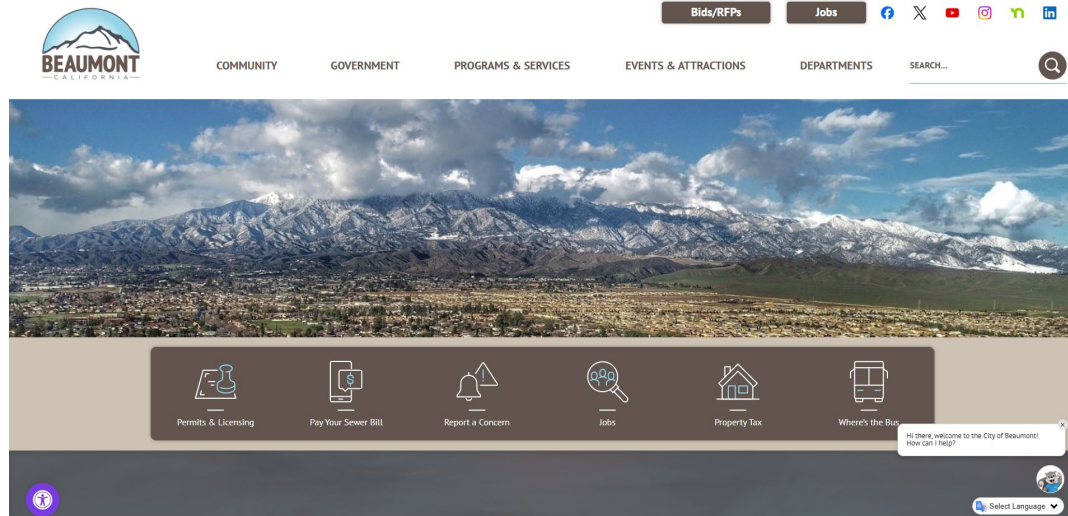 Bids/RFPs
Jobs
BEAUMONT
CALIFORNIA
COMMUNITY
GOVERNMENT
PROGRAMS & SERVICES
EVENTS & ATTRACTIONS
DEPARTMENTS
SEARCH...
Permits & Licensing
Pay Your Sewer Bill
Report a Concern
Jobs
Property Tax
Where's the Bus
Hi there, welcome to the City of Beaumont!
How can I help?
Select Language